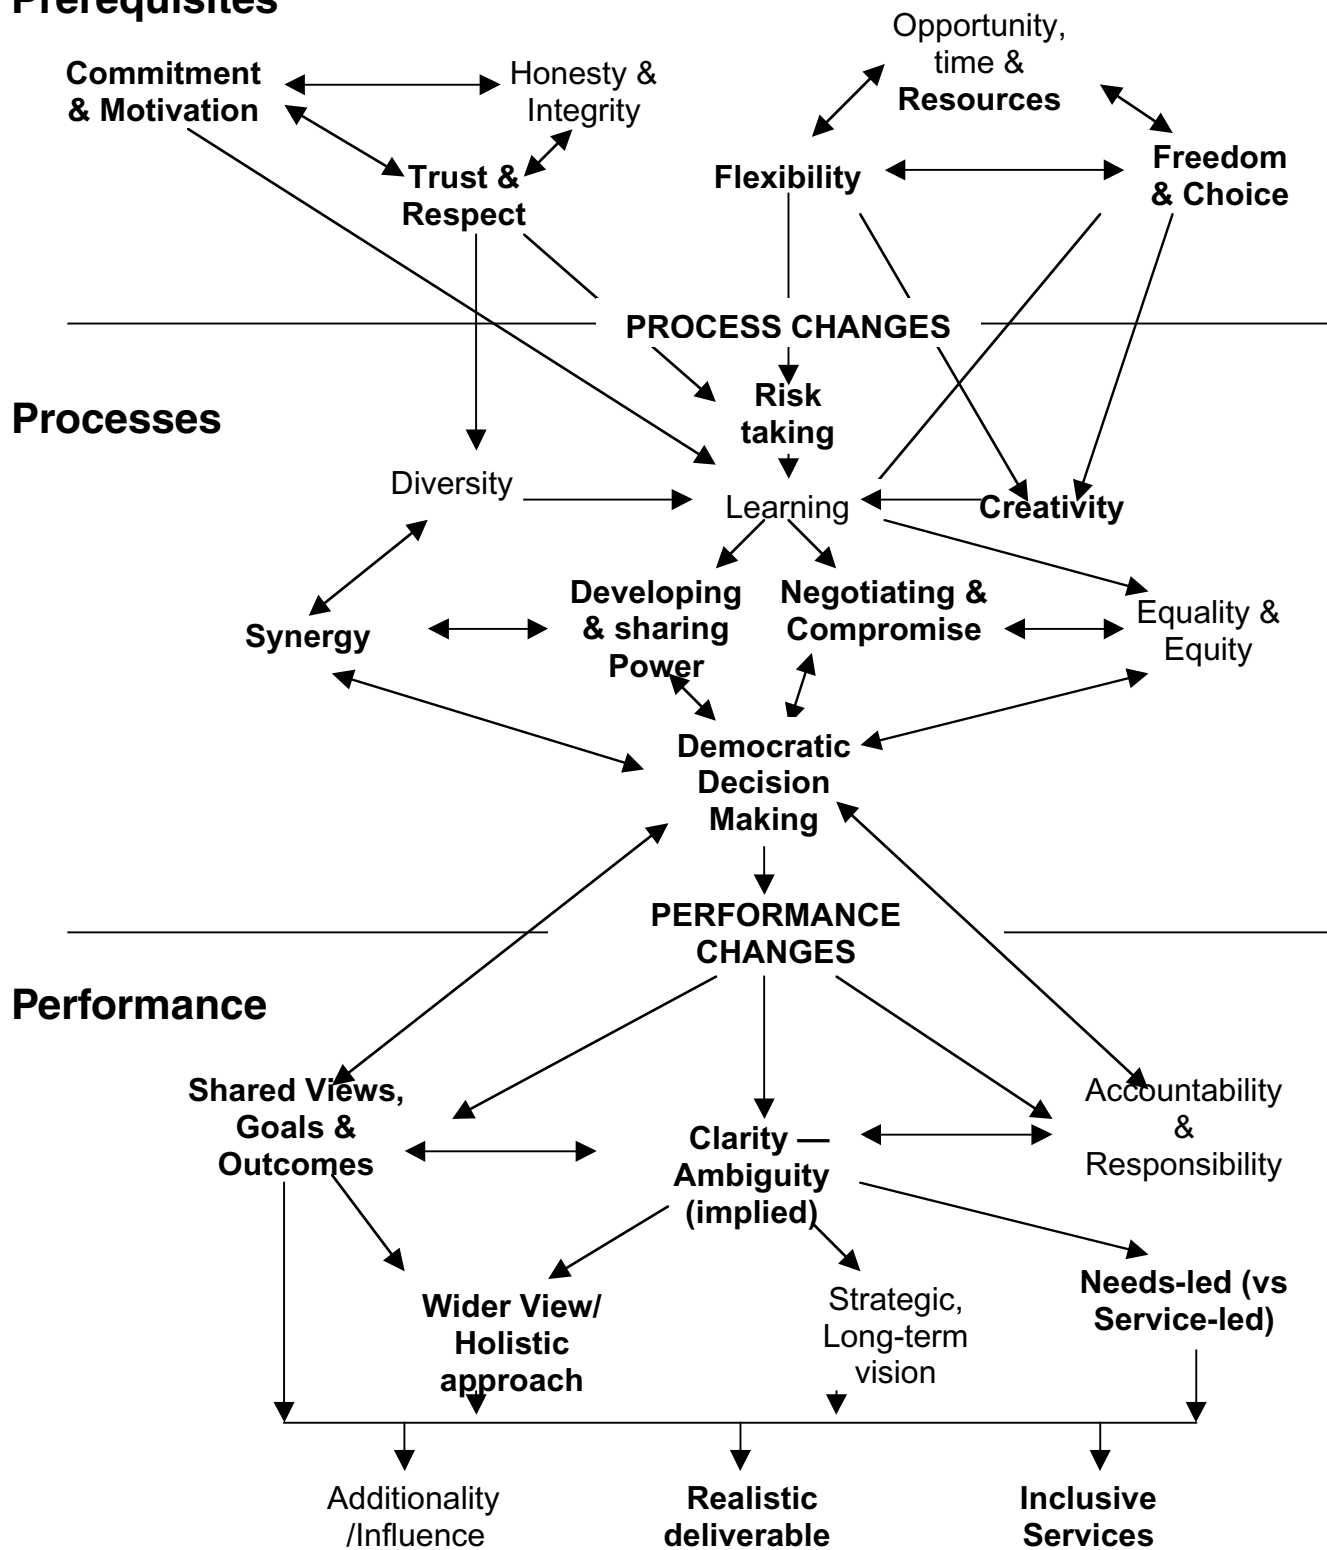 Prerequisites
Opportunity,
time &
Resources
Commitment
& Motivation
Honesty &
Integrity
Trust &
Respect
Flexibility
Freedom
& Choice
PROCESS CHANGES
Processes
Risk
taking
Diversity
Learning
Creativity
Developing
& sharing
Power
Negotiating &
Compromise
Equality &
Equity
Synergy
Democratic
Decision
Making
PERFORMANCE
CHANGES
Performance
Shared Views,
Goals &
Outcomes
Clarity —
Ambiguity
(implied)
Accountability
&
Responsibility
Wider View/
Holistic
approach
Strategic,
Long-term
vision
Needs-led (vs
Service-led)
Additionality
/Influence
Realistic
deliverable
Inclusive
Services